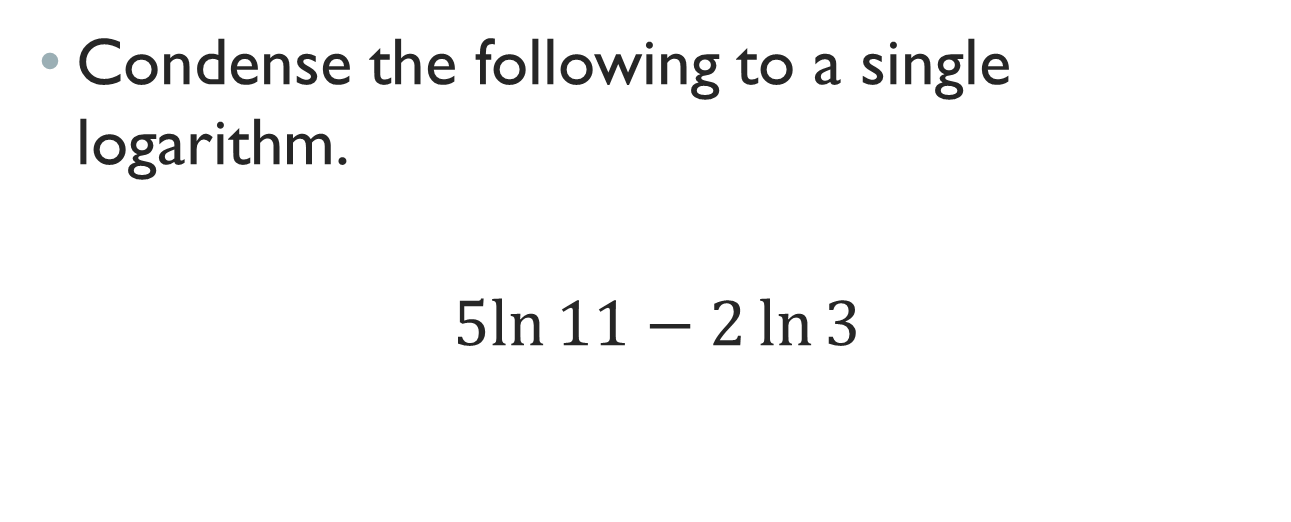 • Condense the following to a single
logarithm.
5ln 11 − 2 ln 3